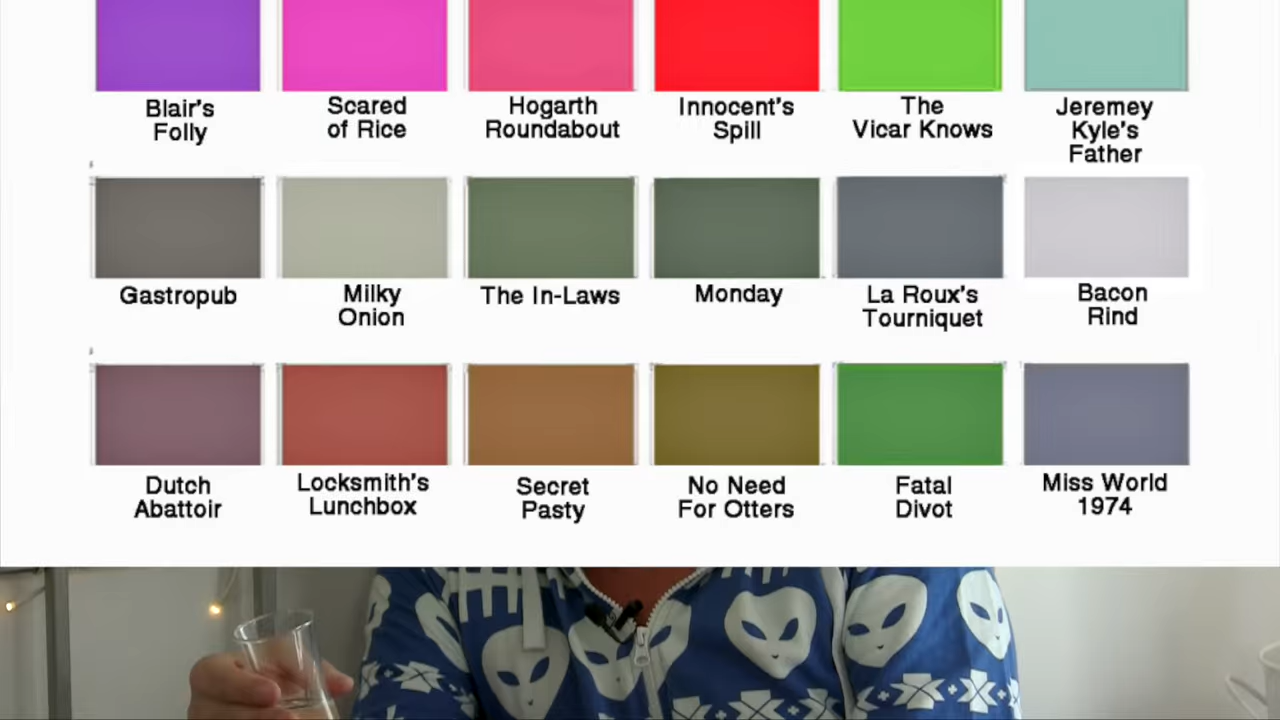 Blair's
Folly
Scared
of Rice
Hogarth
Roundabout
Innocent's
Spill
The
Vicar Knows
Jeremey
Kyle's
Father
Gastropub
Milky
Onion
The In-Laws
Monday
La Roux's
Tourniquet
Bacon
Rind
Dutch
Abattoir
Locksmith's
Lunchbox
Secret
Pasty
No Need
For Otters
Fatal
Divot
Miss World
1974